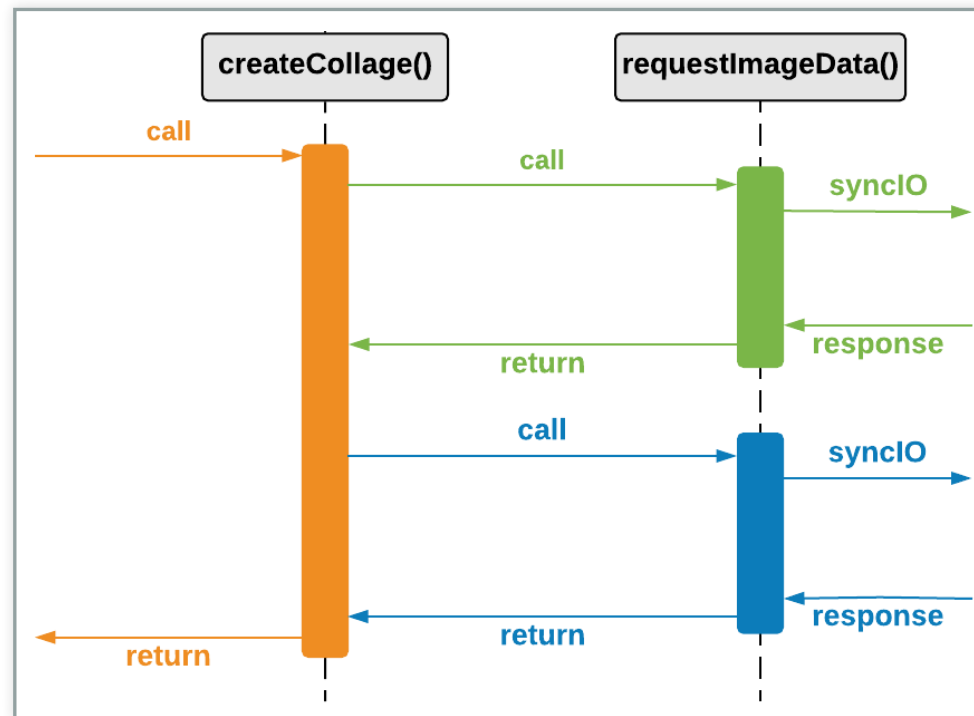 createCollage()
requestImageData()
call
call
syncIO
response
return
call
syncIO
response
return
return